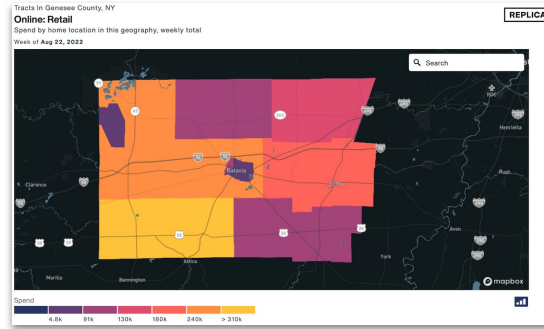 Tracts In Genesee County, NY
REPLICA
Online: Retail
Spend by home location in this geography, weekly total
Week of Aug 22, 2022
Search
Henrietta
Batavia
Clarence
Rush
Avon
York
Attica
Marilla
Bennington
mapbox
Spend
4.8k 91k 130k 180k 240k > 310k